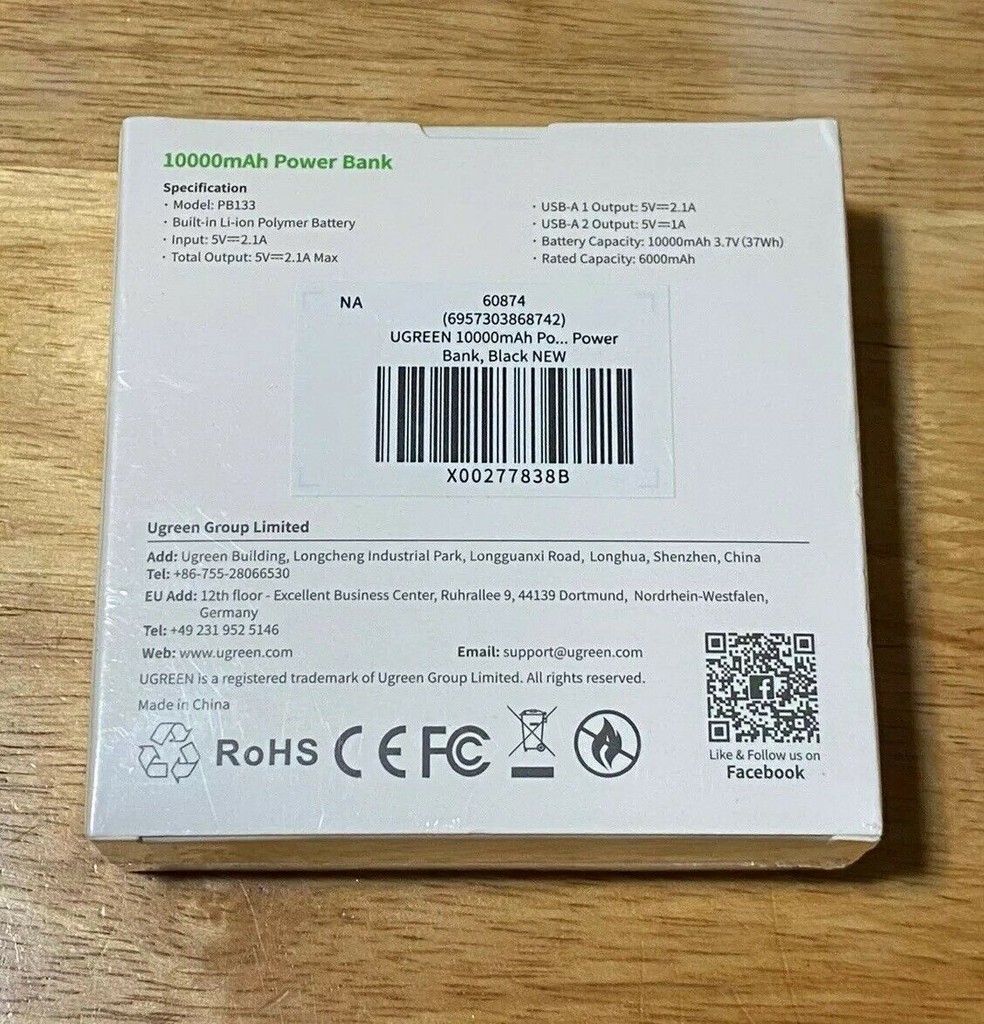 10000mAh Power Bank
Specification
· Model: PB133
· Built-in Li-ion Polymer Battery
· Input: 5V⎓2.1A
· Total Output: 5V⎓2.1A Max
· USB-A 1 Output: 5V⎓2.1A
· USB-A 2 Output: 5V⎓1A
· Battery Capacity: 10000mAh 3.7V (37Wh)
· Rated Capacity: 6000mAh
NA
60874
(6957303868742)
UGREEN 10000mAh Po... Power
Bank, Black NEW
X00277838B
Ugreen Group Limited
Add: Ugreen Building, Longcheng Industrial Park, Longguanxi Road, Longhua, Shenzhen, China
Tel: +86-755-28066530
EU Add: 12th floor - Excellent Business Center, Ruhrallee 9, 44139 Dortmund, Nordrhein-Westfalen,
Germany
Tel: +49 231 952 5146
Web: www.ugreen.com
Email: support@ugreen.com
UGREEN is a registered trademark of Ugreen Group Limited. All rights reserved.
Made in China
RoHS CE FC
Like & Follow us on
Facebook